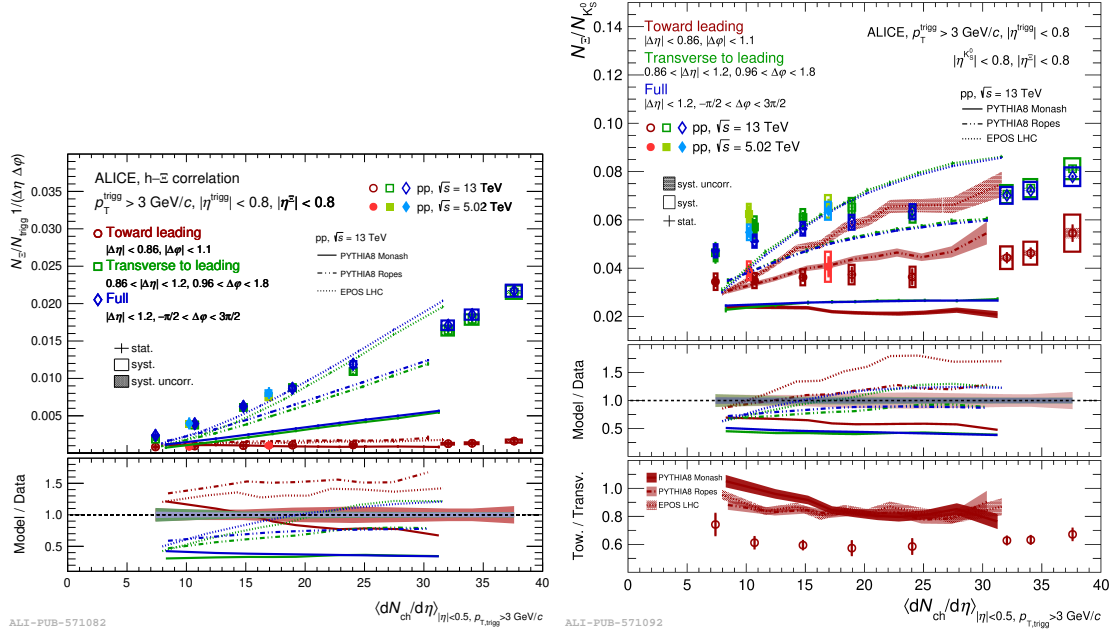 ALICE, h−Ξ correlation
p_T^trigg > 3 GeV/c, |η^trigg| < 0.8, |η^Ξ| < 0.8
pp, √s = 13 TeV
pp, √s = 5.02 TeV
Toward leading
|Δη| < 0.86, |Δφ| < 1.1
Transverse to leading
0.86 < |Δη| < 1.2, 0.96 < Δφ < 1.8
Full
|Δη| < 1.2, −π/2 < Δφ < 3π/2
pp, √s = 13 TeV
PYTHIA8 Monash
PYTHIA8 Ropes
EPOS LHC
stat.
syst.
syst. uncorr.
N_Ξ/N_trigg 1/(Δη Δφ)
0.035
0.030
0.025
0.020
0.015
0.010
0.005
Model / Data
1.5
1.0
0.5
0 5 10 15 20 25 30 35 40
⟨dN_ch/dη⟩_|η|<0.5, p_T,trigg>3 GeV/c
ALI-PUB-571082
N_Ξ/N_K_S^0
Toward leading
|Δη| < 0.86, |Δφ| < 1.1
Transverse to leading
0.86 < |Δη| < 1.2, 0.96 < Δφ < 1.8
Full
|Δη| < 1.2, −π/2 < Δφ < 3π/2
pp, √s = 13 TeV
pp, √s = 5.02 TeV
ALICE, p_T^trigg > 3 GeV/c, |η^trigg| < 0.8
|η^K_S^0| < 0.8, |η^Ξ| < 0.8
pp, √s = 13 TeV
PYTHIA8 Monash
PYTHIA8 Ropes
EPOS LHC
syst. uncorr.
syst.
stat.
0.14
0.12
0.10
0.08
0.06
0.04
0.02
Model / Data
1.5
1.0
0.5
Tow. / Transv.
PYTHIA8 Monash
PYTHIA8 Ropes
EPOS LHC
1.0
0.8
0.6
0 5 10 15 20 25 30 35 40
⟨dN_ch/dη⟩_|η|<0.5, p_T,trigg>3 GeV/c
ALI-PUB-571092